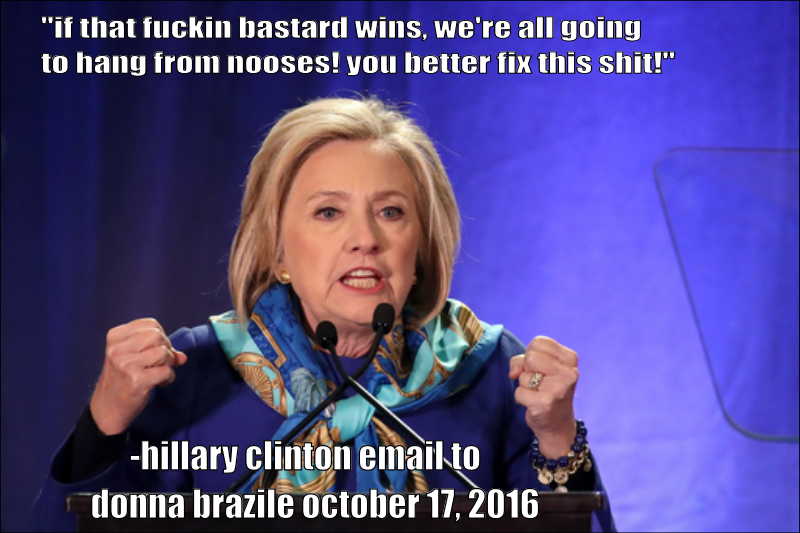 "if that fuckin bastard wins, we're all going
to hang from nooses! you better fix this shit!"
-hillary clinton email to
donna brazile october 17, 2016